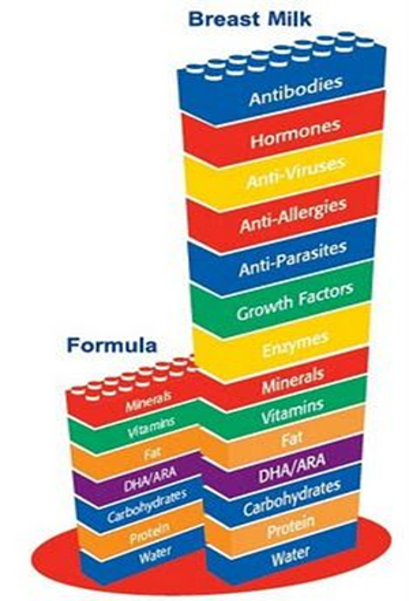 Breast Milk
Antibodies
Hormones
Anti-Viruses
Anti-Allergies
Anti-Parasites
Growth Factors
Enzymes
Minerals
Vitamins
Fat
DHA/ARA
Carbohydrates
Protein
Water
Formula
Minerals
Vitamins
Fat
DHA/ARA
Carbohydrates
Protein
Water